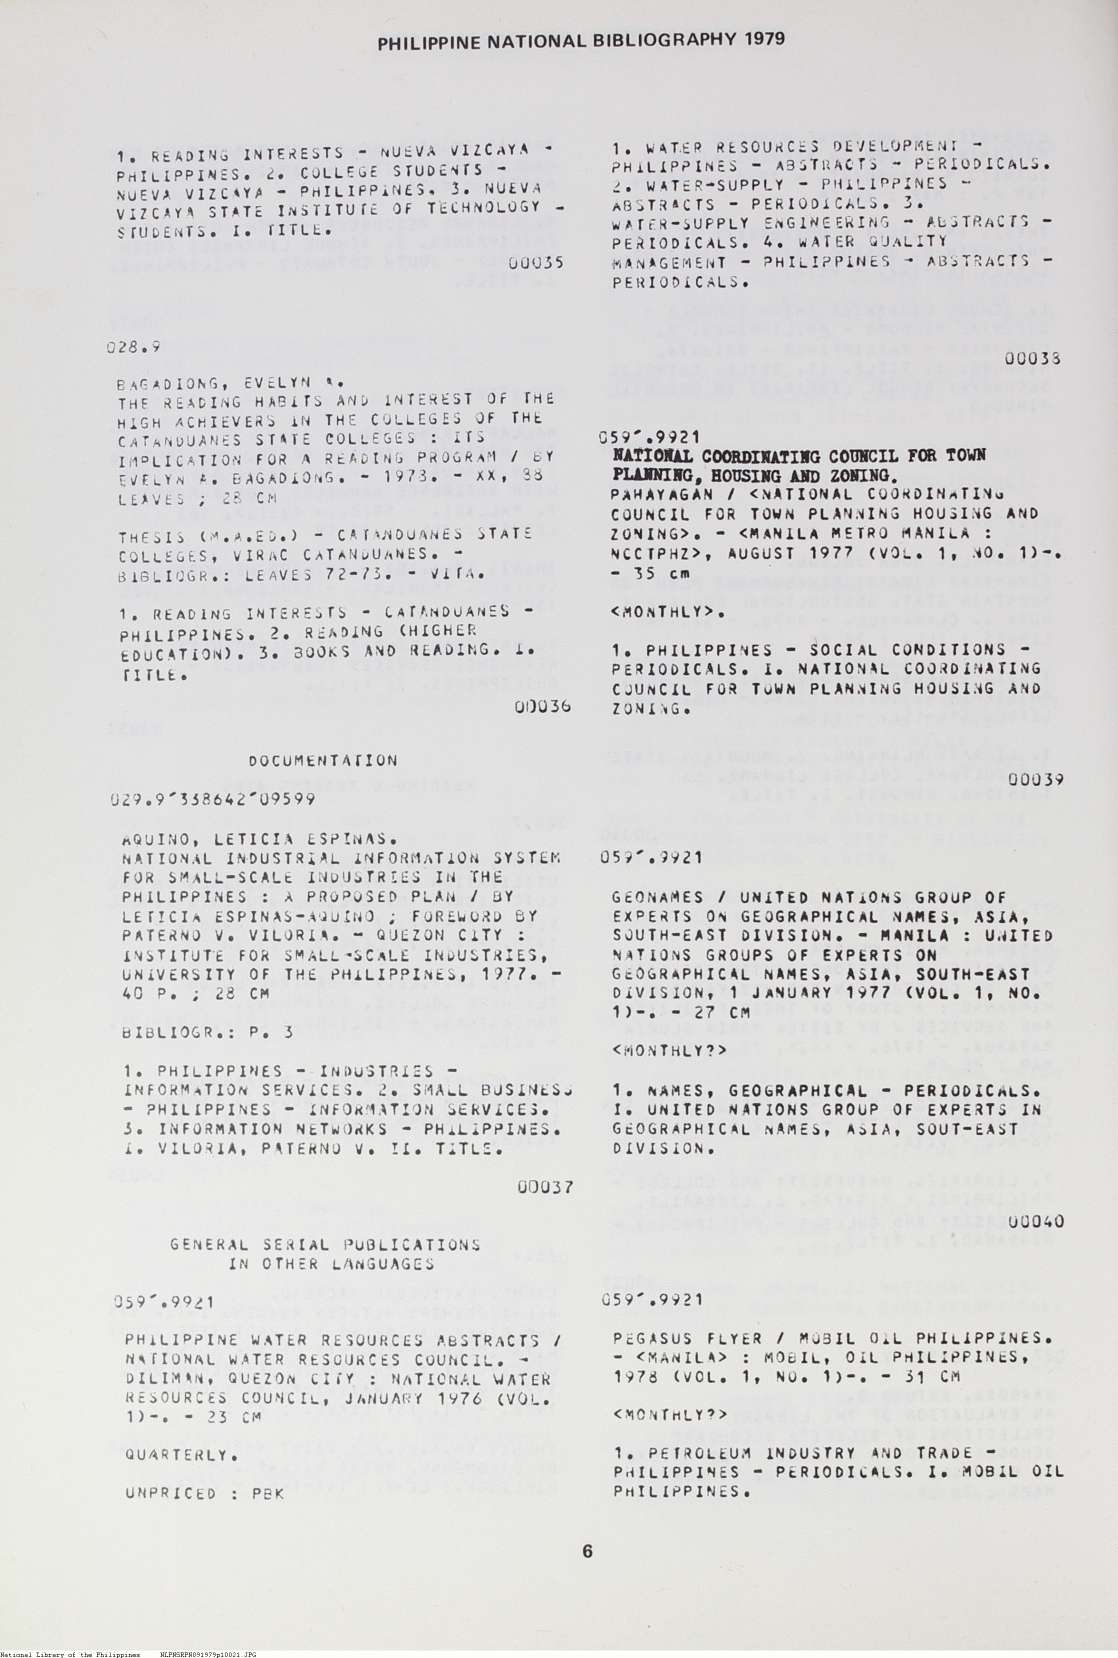 PHILIPPINE NATIONAL BIBLIOGRAPHY 1979
1. READING INTERESTS - NUEVA VIZCAYA -
PHILIPPINES. 2. COLLEGE STUDENTS -
NUEVA VIZCAYA - PHILIPPINES. 3. NUEVA
VIZCAYA STATE INSTITUTE OF TECHNOLOGY -
STUDENTS. I. TITLE.
00035
028.9
BAGADIONG, EVELYN A.
THE READING HABITS AND INTEREST OF THE
HIGH ACHIEVERS IN THE COLLEGES OF THE
CATANDUANES STATE COLLEGES : ITS
IMPLICATION FOR A READING PROGRAM / BY
EVELYN A. BAGADIONG. - 1973. - XX, 88
LEAVES ; 28 CM
THESIS (M.A.ED.) - CATANDUANES STATE
COLLEGES, VIRAC CATANDUANES. -
BIBLIOGR.: LEAVES 72-73. - VITA.
1. READING INTERESTS - CATANDUANES -
PHILIPPINES. 2. READING (HIGHER
EDUCATION). 3. BOOKS AND READING. I.
TITLE.
00036
DOCUMENTATION
029.9´338642´09599
AQUINO, LETICIA ESPINAS.
NATIONAL INDUSTRIAL INFORMATION SYSTEM
FOR SMALL-SCALE INDUSTRIES IN THE
PHILIPPINES : A PROPOSED PLAN / BY
LETICIA ESPINAS-AQUINO ; FOREWORD BY
PATERNO V. VILORIA. - QUEZON CITY :
INSTITUTE FOR SMALL-SCALE INDUSTRIES,
UNIVERSITY OF THE PHILIPPINES, 1977. -
40 P. ; 28 CM
BIBLIOGR.: P. 3
1. PHILIPPINES - INDUSTRIES -
INFORMATION SERVICES. 2. SMALL BUSINESS
- PHILIPPINES - INFORMATION SERVICES.
3. INFORMATION NETWORKS - PHILIPPINES.
I. VILORIA, PATERNO V. II. TITLE.
00037
GENERAL SERIAL PUBLICATIONS
IN OTHER LANGUAGES
059´.9921
PHILIPPINE WATER RESOURCES ABSTRACTS /
NATIONAL WATER RESOURCES COUNCIL. -
DILIMAN, QUEZON CITY : NATIONAL WATER
RESOURCES COUNCIL, JANUARY 1976 (VOL.
1)-. - 23 CM
QUARTERLY.
UNPRICED : PBK
1. WATER RESOURCES DEVELOPMENT -
PHILIPPINES - ABSTRACTS - PERIODICALS.
2. WATER-SUPPLY - PHILIPPINES -
ABSTRACTS - PERIODICALS. 3.
WATER-SUPPLY ENGINEERING - ABSTRACTS -
PERIODICALS. 4. WATER QUALITY
MANAGEMENT - PHILIPPINES - ABSTRACTS -
PERIODICALS.
00038
059´.9921
NATIONAL COORDINATING COUNCIL FOR TOWN
PLANNING, HOUSING AND ZONING.
PAHAYAGAN / <NATIONAL COORDINATING
COUNCIL FOR TOWN PLANNING HOUSING AND
ZONING>. - <MANILA METRO MANILA :
NCCTPHZ>, AUGUST 1977 (VOL. 1, NO. 1)-.
- 35 cm
<MONTHLY>.
1. PHILIPPINES - SOCIAL CONDITIONS -
PERIODICALS. I. NATIONAL COORDINATING
COUNCIL FOR TOWN PLANNING HOUSING AND
ZONING.
00039
059´.9921
GEONAMES / UNITED NATIONS GROUP OF
EXPERTS ON GEOGRAPHICAL NAMES, ASIA,
SOUTH-EAST DIVISION. - MANILA : UNITED
NATIONS GROUPS OF EXPERTS ON
GEOGRAPHICAL NAMES, ASIA, SOUTH-EAST
DIVISION, 1 JANUARY 1977 (VOL. 1, NO.
1)-. - 27 CM
<MONTHLY?>
1. NAMES, GEOGRAPHICAL - PERIODICALS.
I. UNITED NATIONS GROUP OF EXPERTS IN
GEOGRAPHICAL NAMES, ASIA, SOUT-EAST
DIVISION.
00040
059´.9921
PEGASUS FLYER / MOBIL OIL PHILIPPINES.
- <MANILA> : MOBIL, OIL PHILIPPINES,
1978 (VOL. 1, NO. 1)-. - 31 CM
<MONTHLY?>
1. PETROLEUM INDUSTRY AND TRADE -
PHILIPPINES - PERIODICALS. I. MOBIL OIL
PHILIPPINES.
6
National Library of the Philippines NLPNSRPN091979p10021.JPG